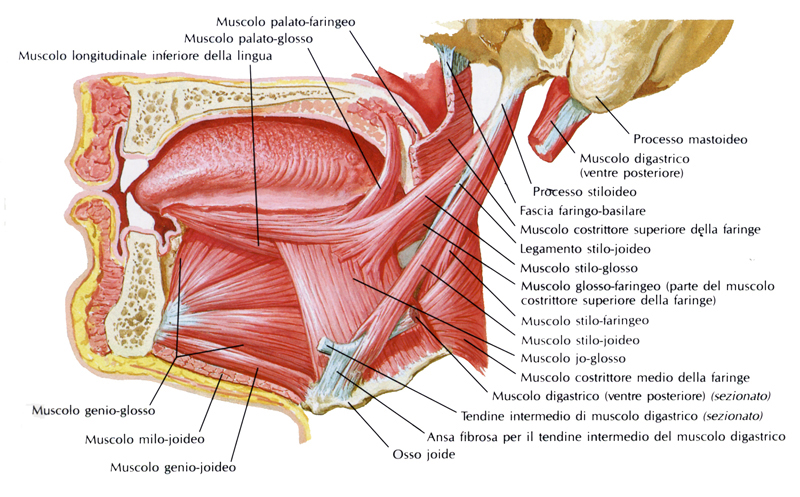 Muscolo palato-faringeo
Muscolo palato-glosso
Muscolo longitudinale inferiore della lingua
Processo mastoideo
Muscolo digastrico
(ventre posteriore)
Processo stiloideo
Fascia faringo-basilare
Muscolo costrittore superiore della faringe
Legamento stilo-joideo
Muscolo stilo-glosso
Muscolo glosso-faringeo (parte del muscolo
costrittore superiore della faringe)
Muscolo stilo-faringeo
Muscolo stilo-joideo
Muscolo jo-glosso
Muscolo costrittore medio della faringe
Muscolo digastrico (ventre posteriore) (sezionato)
Tendine intermedio di muscolo digastrico (sezionato)
Ansa fibrosa per il tendine intermedio del muscolo digastrico
Osso joide
Muscolo genio-glosso
Muscolo milo-joideo
Muscolo genio-joideo